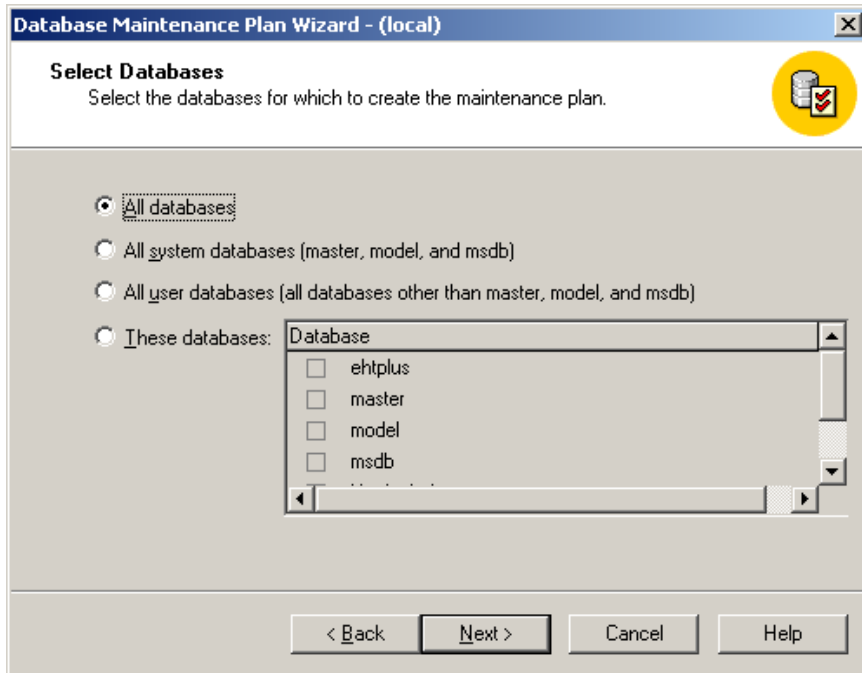 Database Maintenance Plan Wizard - (local)
Select Databases
Select the databases for which to create the maintenance plan.
All databases
All system databases (master, model, and msdb)
All user databases (all databases other than master, model, and msdb)
These databases: Database
ehtplus
master
model
msdb
< Back Next > Cancel Help